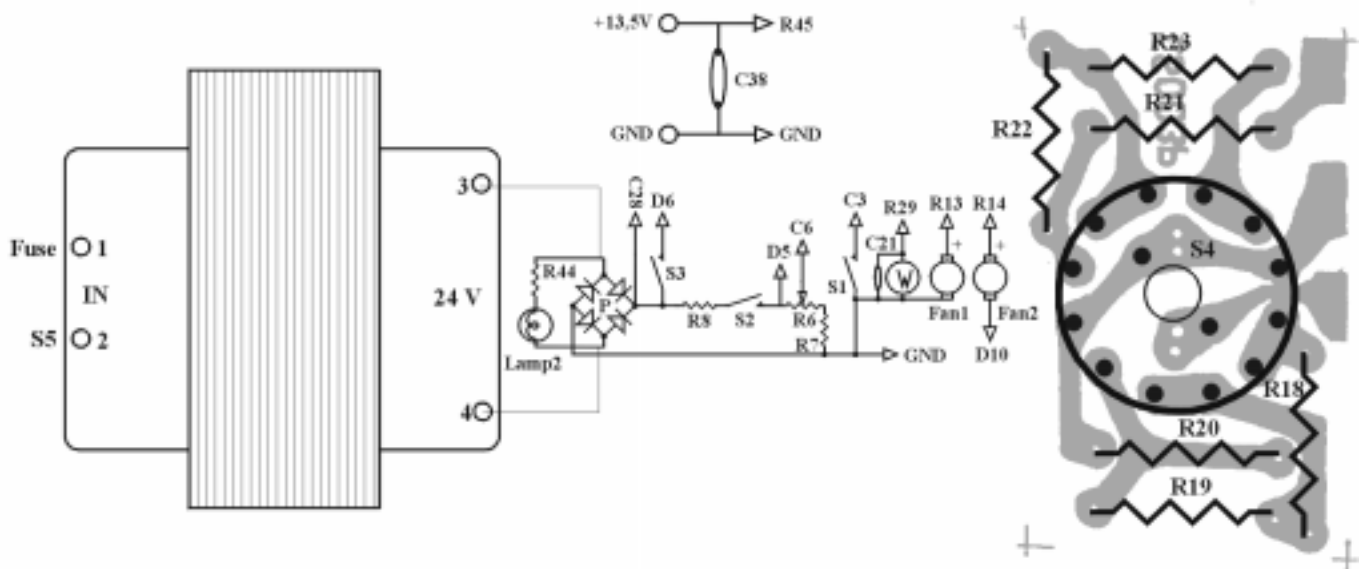 +13,5V
R45
C38
GND
GND
Fuse
1
IN
S5
2
3
24 V
4
R44
Lamp2
P
C28
D6
S3
R8
S2
D5
C6
R6
R7
GND
C3
S1
C21
R29
W
R13
+
Fan1
R14
+
Fan2
D10
R23
R21
R22
S4
R18
R20
R19